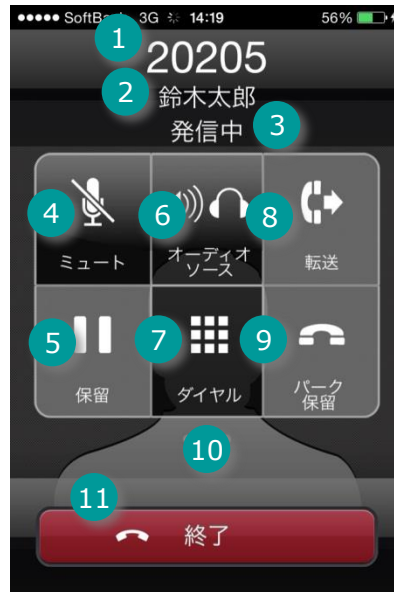 SoftBank 3G 14:19 56%
1
20205
2
鈴木太郎
発信中 3
4 6 8
ミュート オーディオ 転送
ソース
5 7 9
保留 ダイヤル パーク
保留
10
11
終了